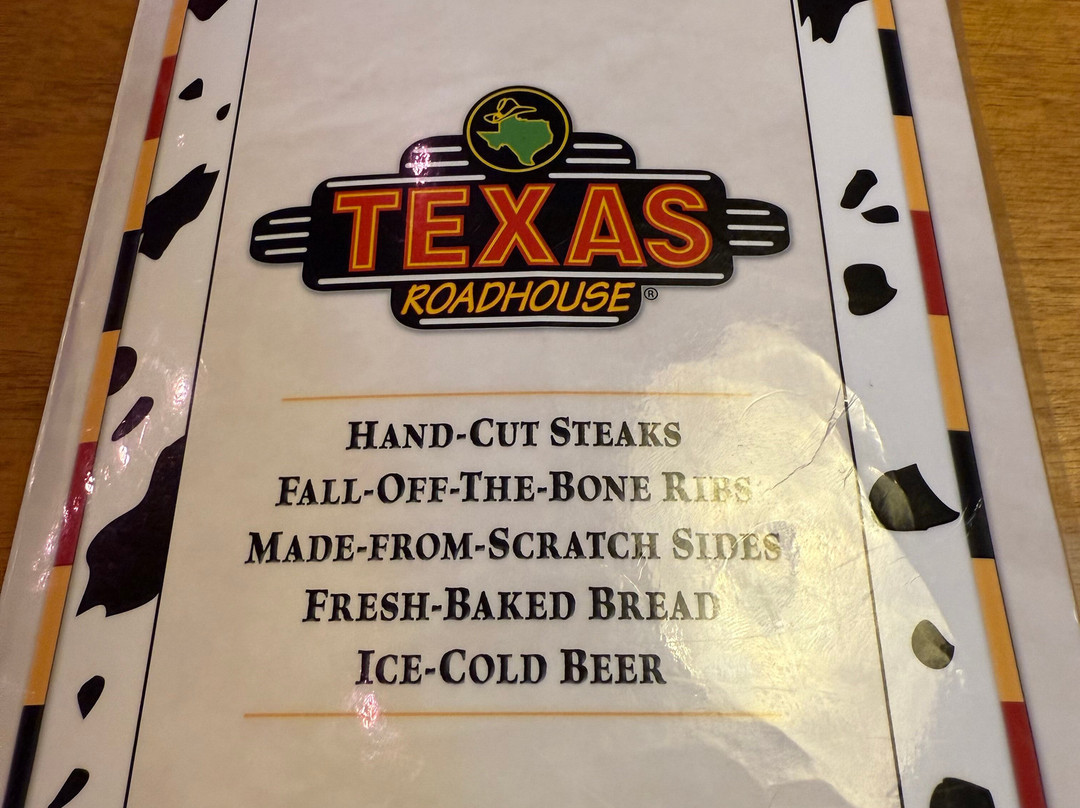 TEXAS
ROADHOUSE®
HAND-CUT STEAKS
FALL-OFF-THE-BONE RIBS
MADE-FROM-SCRATCH SIDES
FRESH-BAKED BREAD
ICE-COLD BEER